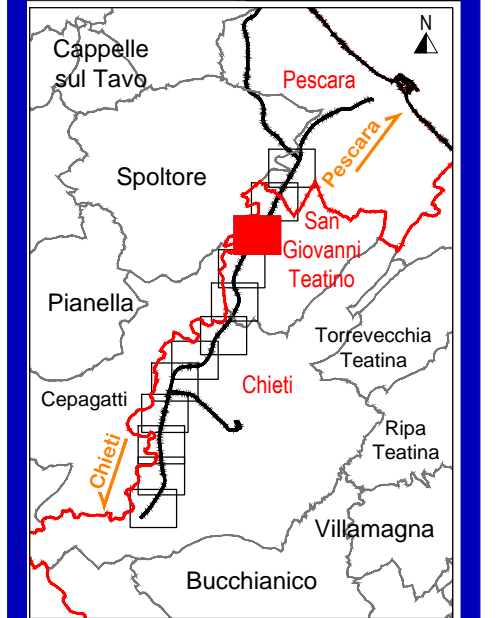 N
Cappelle
sul Tavo
Pescara
Pescara
Spoltore
San
Giovanni
Teatino
Pianella
Torrevecchia
Teatina
Chieti
Cepagatti
Ripa
Teatina
Chieti
Villamagna
Bucchianico